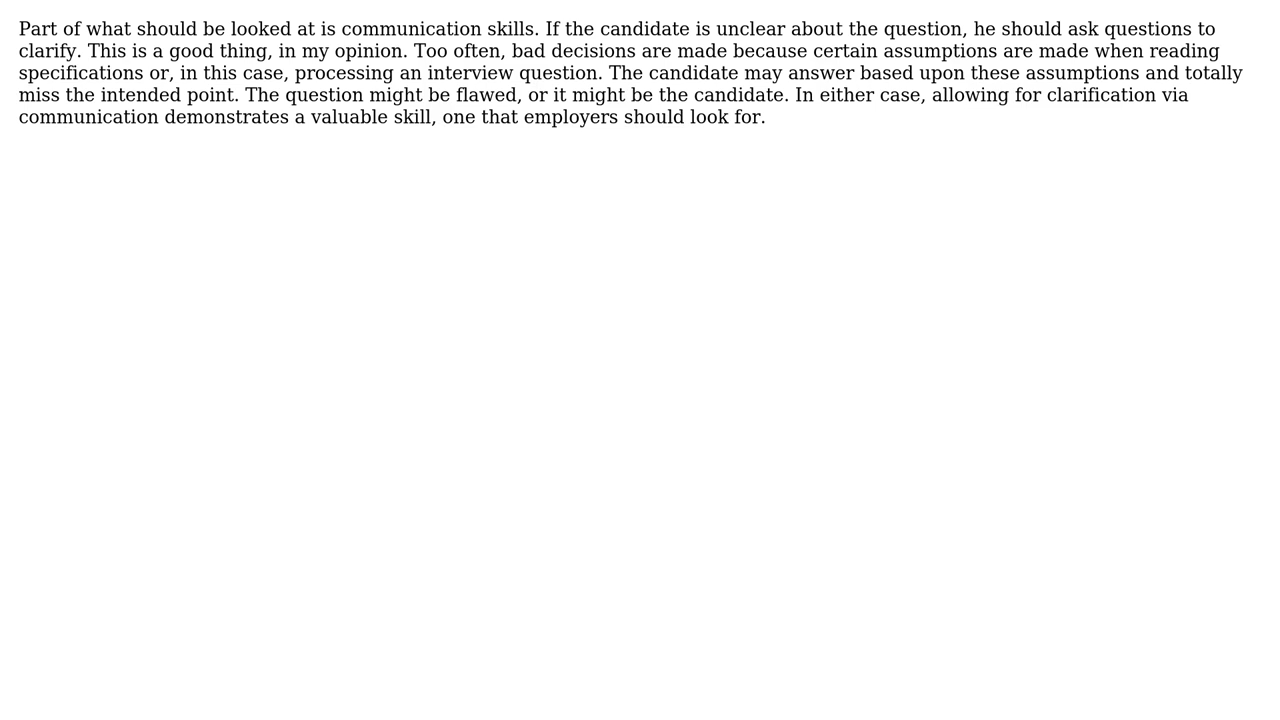 Part of what should be looked at is communication skills. If the candidate is unclear about the question, he should ask questions to
clarify. This is a good thing, in my opinion. Too often, bad decisions are made because certain assumptions are made when reading
specifications or, in this case, processing an interview question. The candidate may answer based upon these assumptions and totally
miss the intended point. The question might be flawed, or it might be the candidate. In either case, allowing for clarification via
communication demonstrates a valuable skill, one that employers should look for.